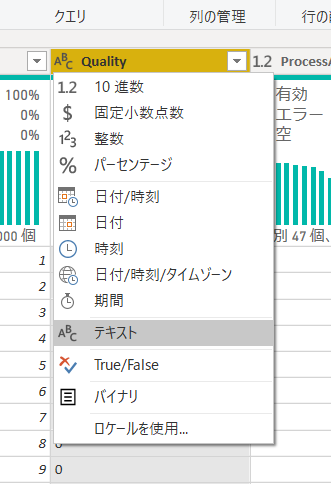 クエリ
列の管理
行の
ABC Quality
1.2 Process
100%
0%
0%
有効
エラー
空
000 個
別 47 個、
1.2 10 進数
$ 固定小数点数
123 整数
% パーセンテージ
日付/時刻
日付
時刻
日付/時刻/タイムゾーン
期間
ABC テキスト
True/False
バイナリ
ロケールを使用...
1
2
3
4
5
6
7
8
9 0